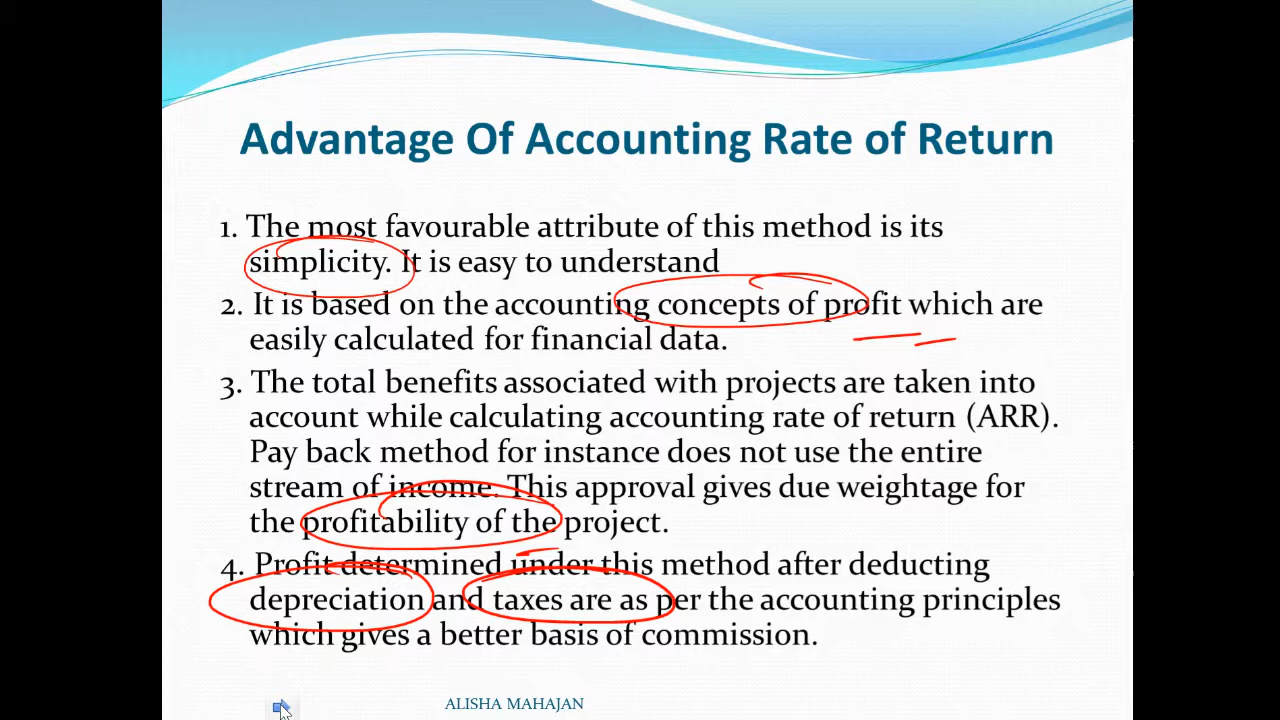 Advantage Of Accounting Rate of Return
1. The most favourable attribute of this method is its
simplicity. It is easy to understand
2. It is based on the accounting concepts of profit which are
easily calculated for financial data.
3. The total benefits associated with projects are taken into
account while calculating accounting rate of return (ARR).
Pay back method for instance does not use the entire
stream of income. This approval gives due weightage for
the profitability of the project.
4. Profit determined under this method after deducting
depreciation and taxes are as per the accounting principles
which gives a better basis of commission.
ALISHA MAHAJAN